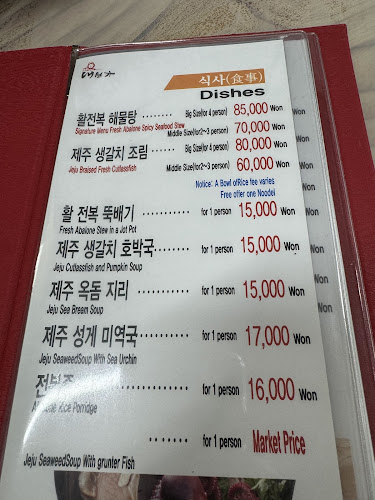 식사(食事)
Dishes
활전복 해물탕 ········ Big Size(for 4 person) 85,000 Won
Signature Menu Fresh Abalone Spicy Seafood Stew Middle Size(for2~3 person) 70,000 Won
제주 생갈치 조림 ···· Big Size(for 4 person) 80,000 Won
Jeju Braised Fresh Cutlassfish Middle Size(for2~3 person) 60,000 Won
Notice: A Bowl ofRice fee varies
Free offer one Noodel
활 전복 뚝배기 ··········· for 1 person 15,000 Won
Fresh Abalone Stew in a Jot Pot
제주 생갈치 호박국 ········ for 1 person 15,000 Won
Jeju Cutlassfish and Pumpkin Soup
제주 옥돔 지리 ··········· for 1 person 15,000 Won
Jeju Sea Bream Soup
제주 성게 미역국 ·········· for 1 person 17,000 Won
Jeju SeaweedSoup With Sea Urchin
전복죽 ··········· for 1 person 16,000 Won
Rice Porridge
······ for 1 person Market Price
Jeju SeaweedSoup With grunter Fish